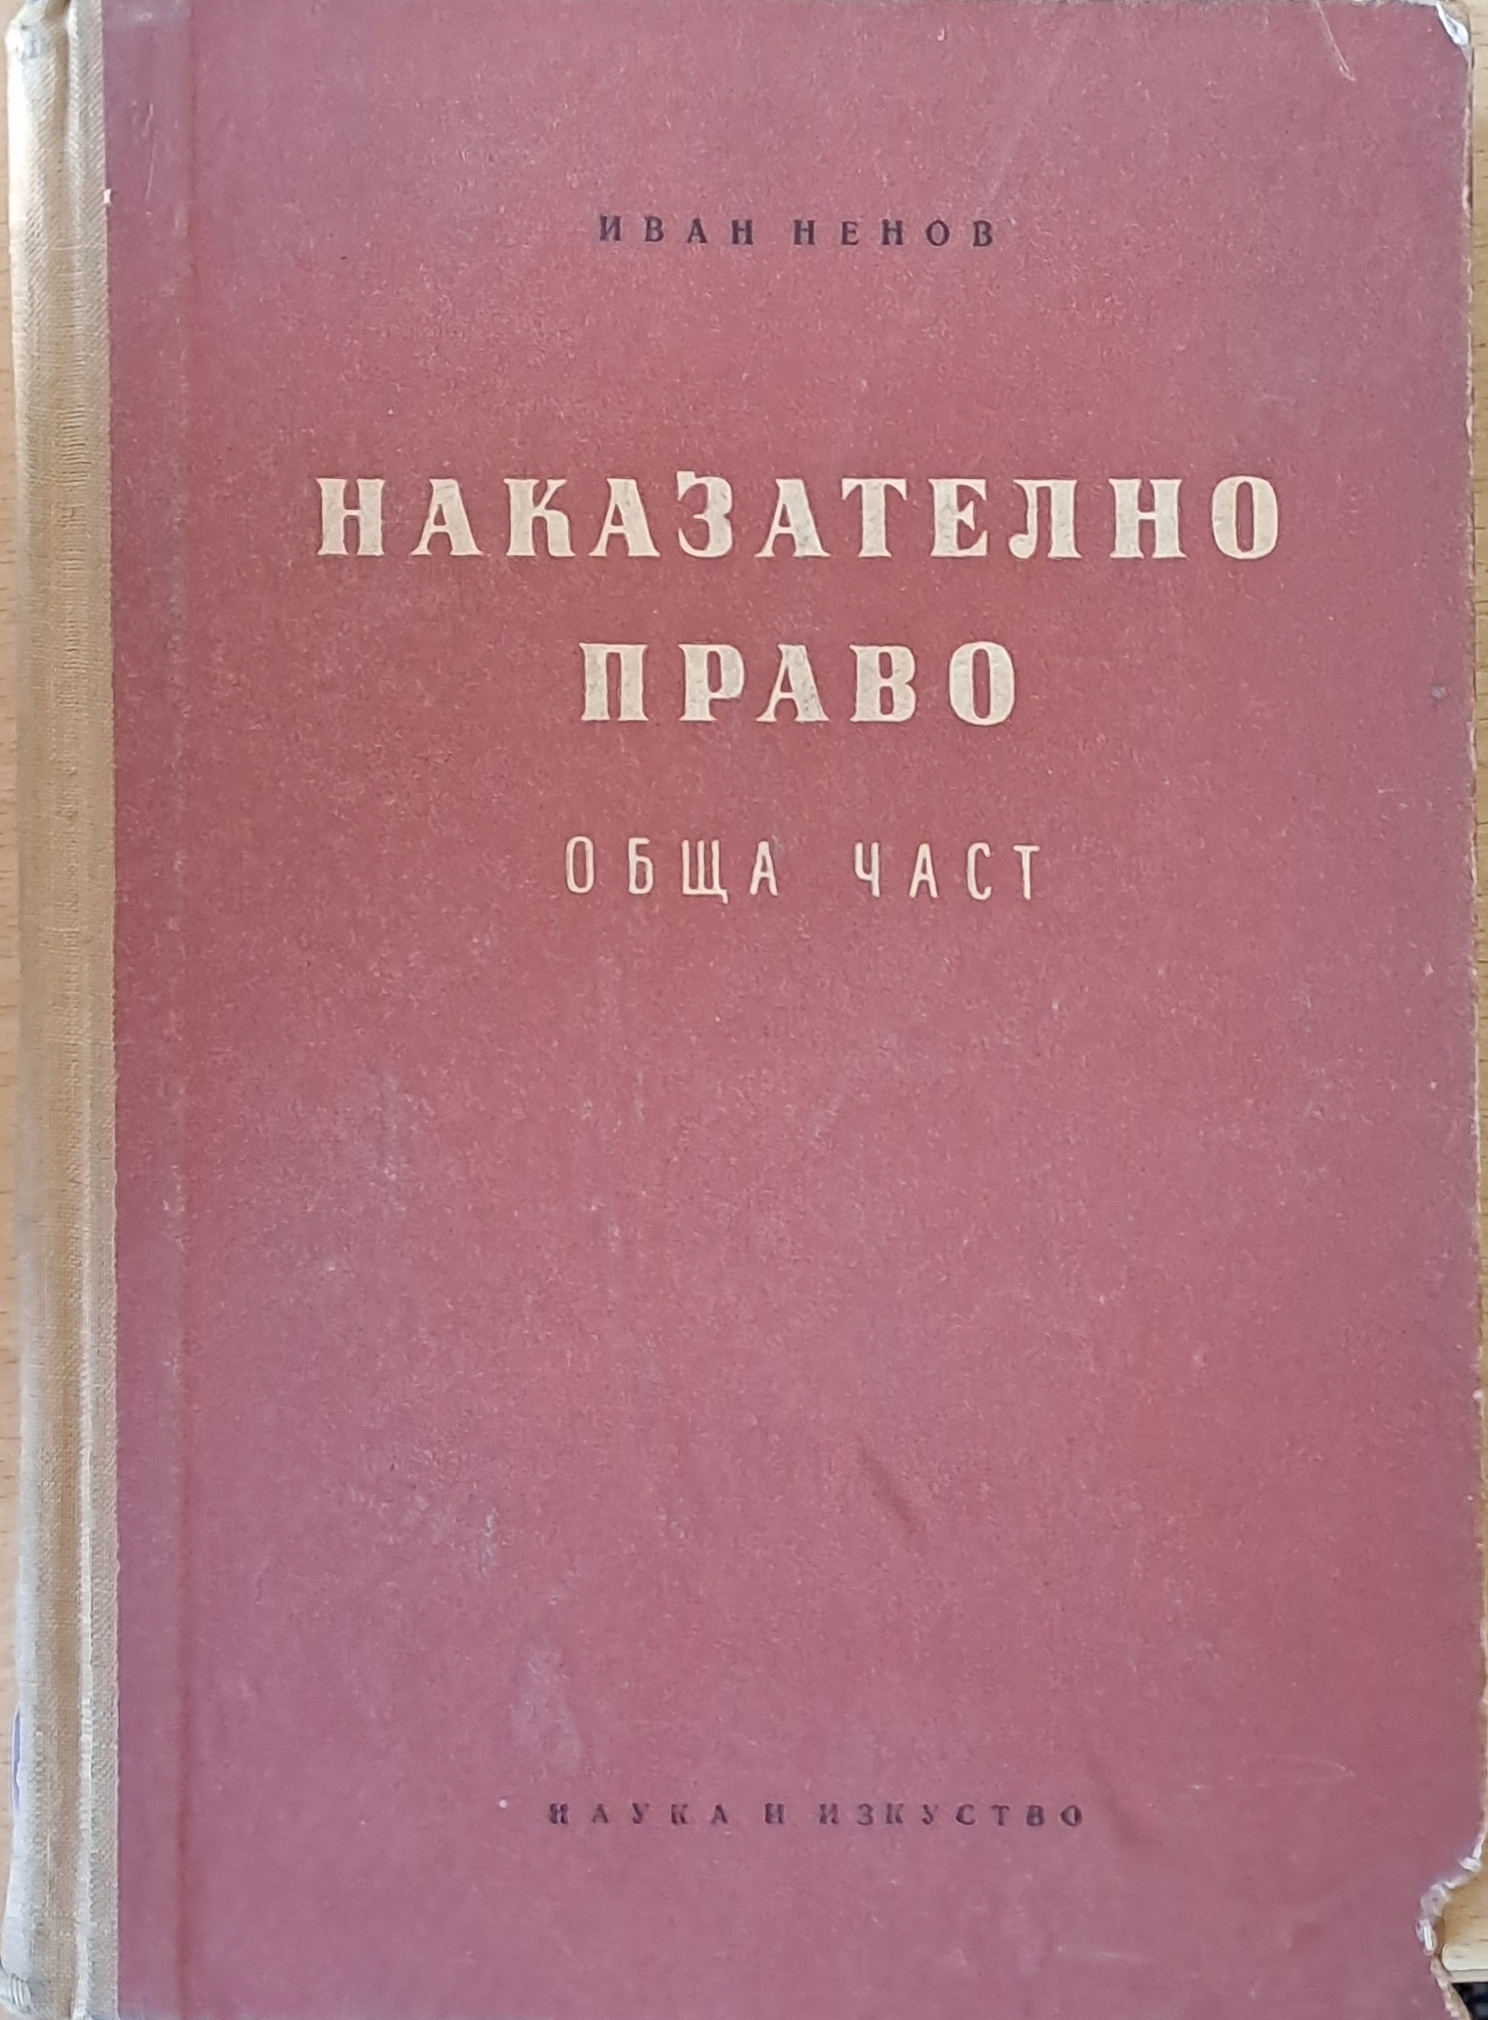 ИВАН НЕНОВ
НАКАЗАТЕЛНО
ПРАВО
ОБЩА ЧАСТ
НАУКА И ИЗКУСТВО